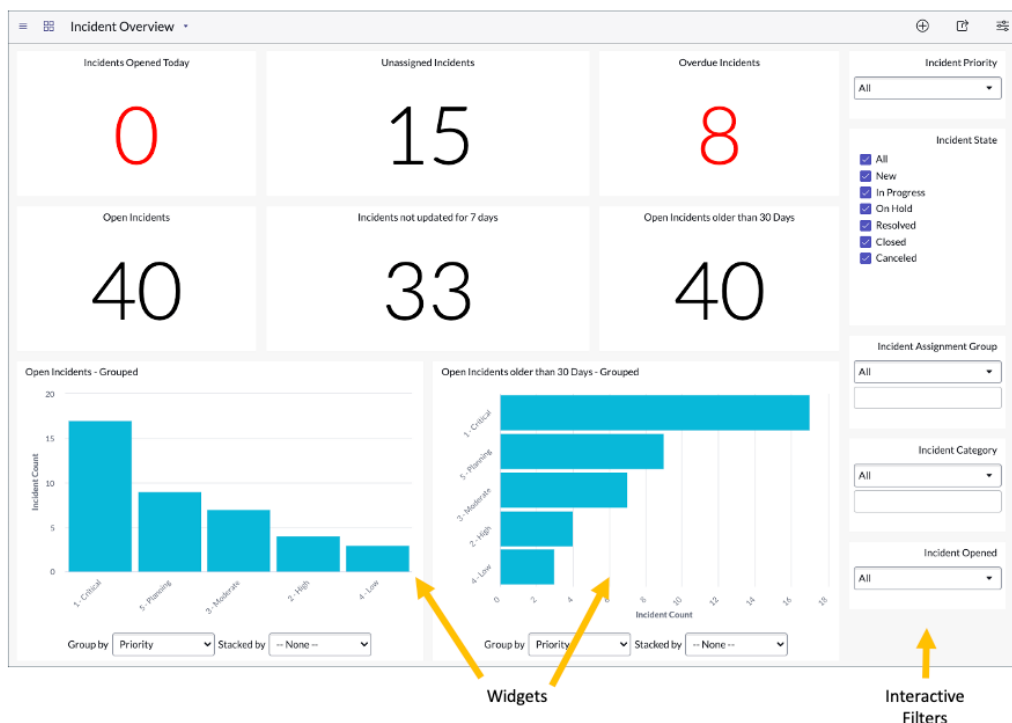 Incident Overview
Incidents Opened Today
0
Unassigned Incidents
15
Overdue Incidents
8
Open Incidents
40
Incidents not updated for 7 days
33
Open Incidents older than 30 Days
40
Incident Priority
All
Incident State
All
New
In Progress
On Hold
Resolved
Closed
Canceled
Incident Assignment Group
All
Incident Category
All
Incident Opened
All
Open Incidents - Grouped
20
15
10
5
0
Incident Count
1 - Critical
5 - Planning
3 - Moderate
2 - High
4 - Low
Group by Priority Stacked by -- None --
Open Incidents older than 30 Days - Grouped
1 - Critical
5 - Planning
3 - Moderate
2 - High
4 - Low
0 2 4 6 8 10 12 14 16 18
Incident Count
Group by Priority Stacked by -- None --
Widgets
Interactive
Filters